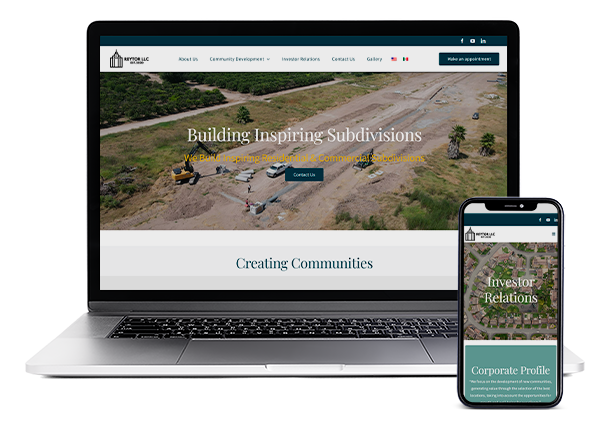 REYTOR LLC
About Us Community Development Investor Relations Contact Us Gallery Make an appointment
Building Inspiring Subdivisions
We Build Inspiring Residential & Commercial Subdivisions
Contact Us
Creating Communities
REYTOR LLC
Investor
Relations
Corporate Profile
We focus on the development of new communities,
generating value through the selection of the best
locations, taking into account the opportunities for